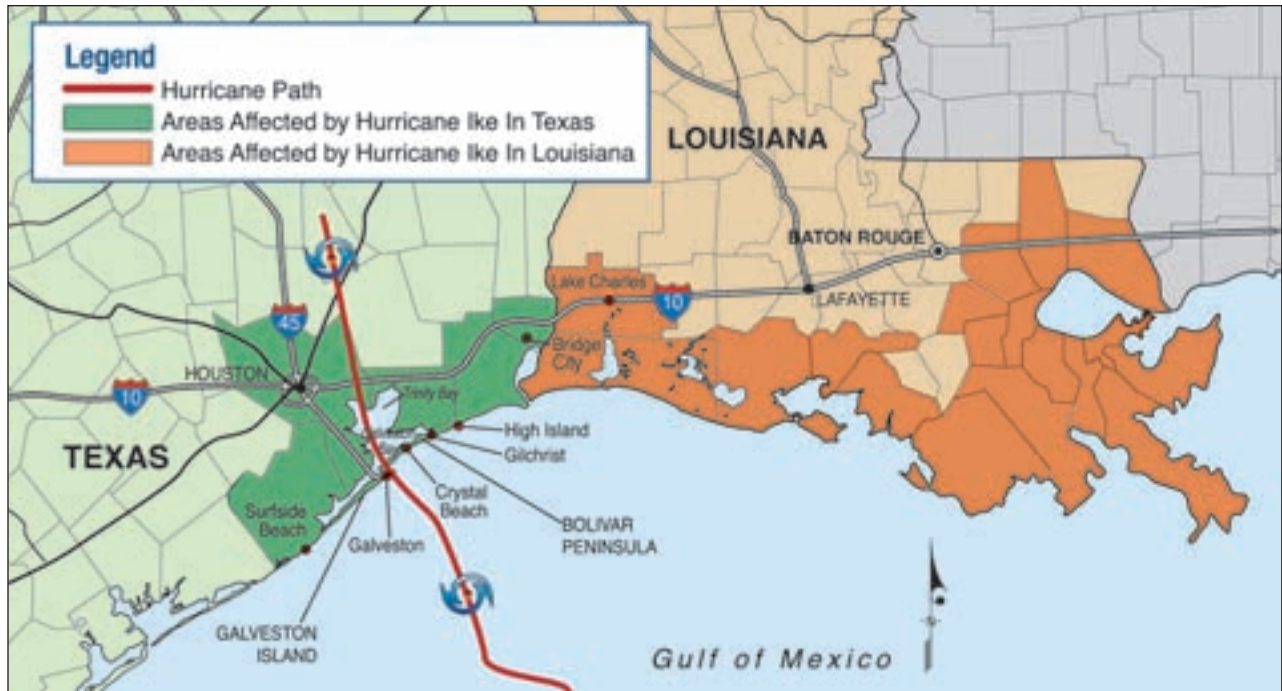 Legend
Hurricane Path
Areas Affected by Hurricane Ike In Texas
Areas Affected by Hurricane Ike In Louisiana
LOUISIANA
BATON ROUGE
Lake Charles
10
LAFAYETTE
45
Bridge
City
HOUSTON
10
Trinity Bay
TEXAS
High Island
Gilchrist
Crystal
Beach
Surfside
Beach
BOLIVAR
PENINSULA
Galveston
GALVESTON
ISLAND
Gulf of Mexico